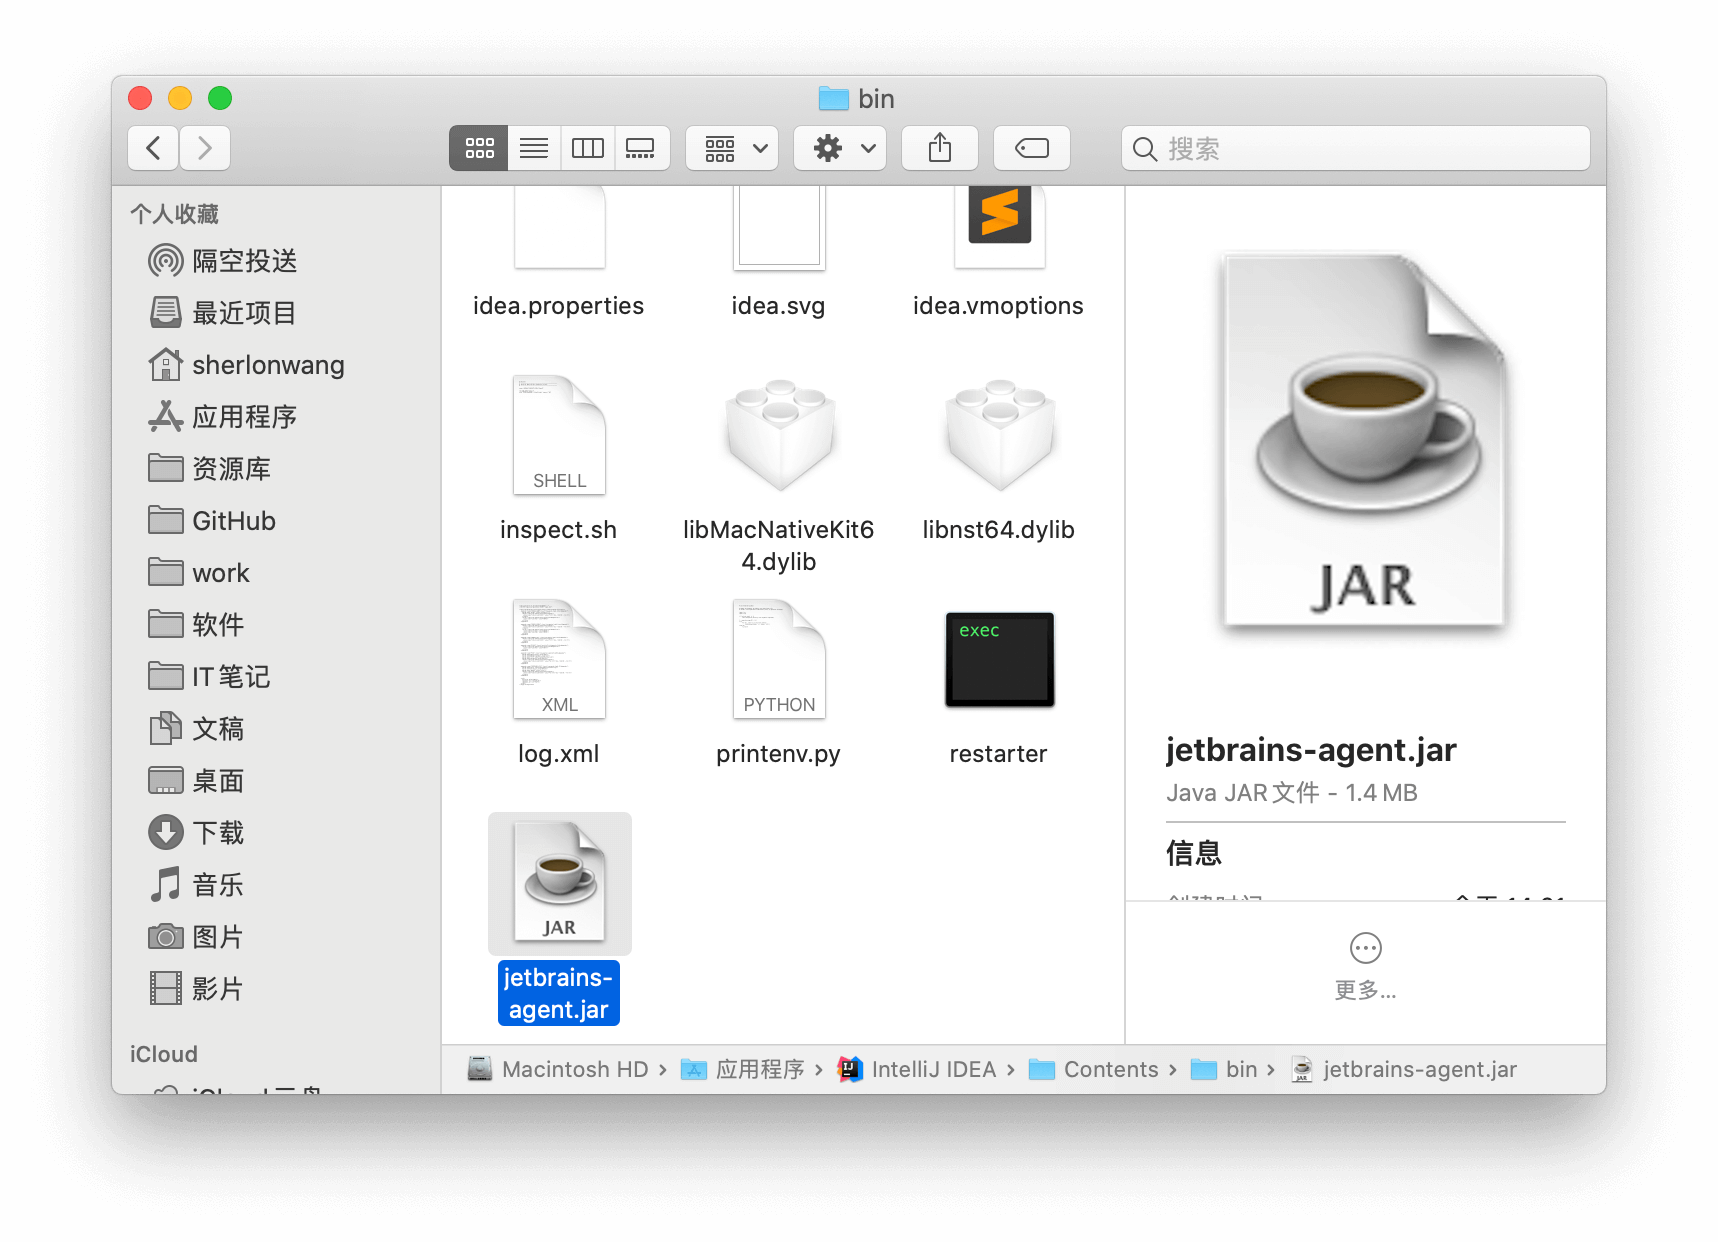 bin
搜索
个人收藏
隔空投送
最近项目
sherlonwang
应用程序
资源库
GitHub
work
软件
IT 笔记
文稿
桌面
下载
音乐
图片
影片
iCloud
idea.properties
idea.svg
idea.vmoptions
SHELL
inspect.sh
libMacNativeKit6
4.dylib
libnst64.dylib
XML
log.xml
PYTHON
printenv.py
exec
restarter
JAR
jetbrains-
agent.jar
JAR
jetbrains-agent.jar
Java JAR 文件 - 1.4 MB
信息
更多...
Macintosh HD › 应用程序 › IntelliJ IDEA › Contents › bin › jetbrains-agent.jar